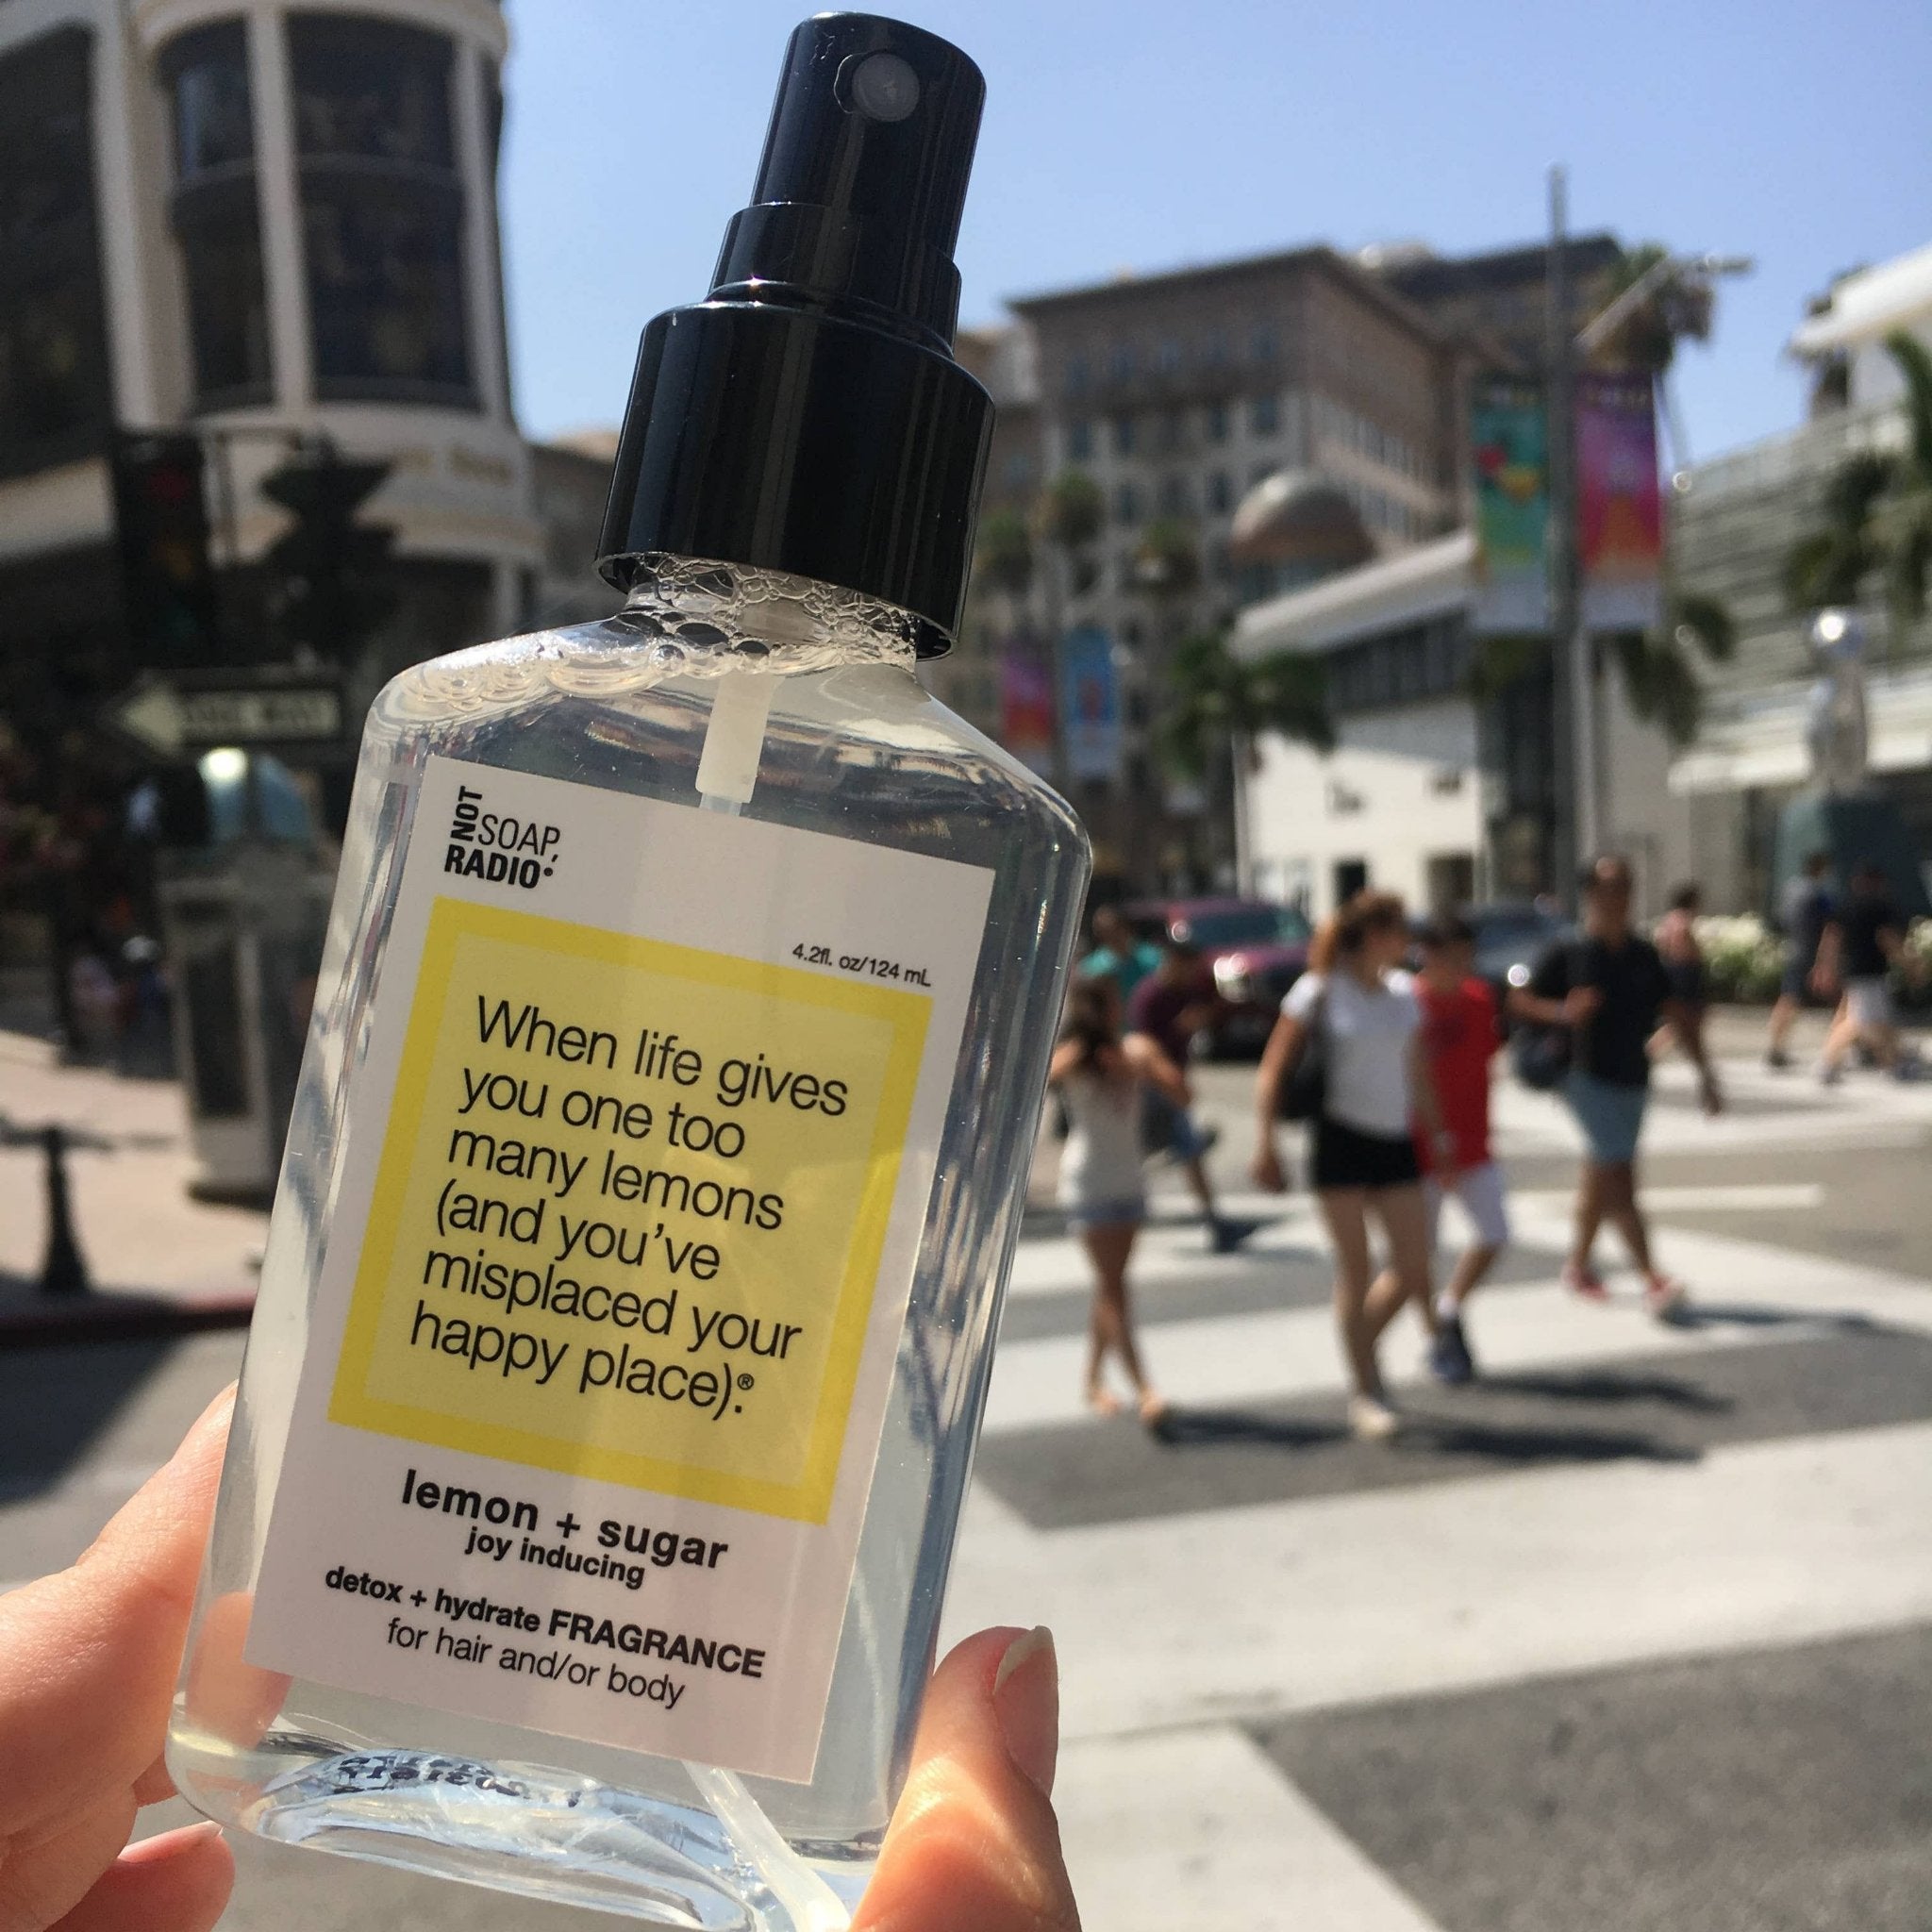 NOT
SOAP,
RADIO®
4.2fl. oz/124 mL
When life gives
you one too
many lemons
(and you've
misplaced your
happy place).®
lemon + sugar
joy inducing
detox + hydrate FRAGRANCE
for hair and/or body